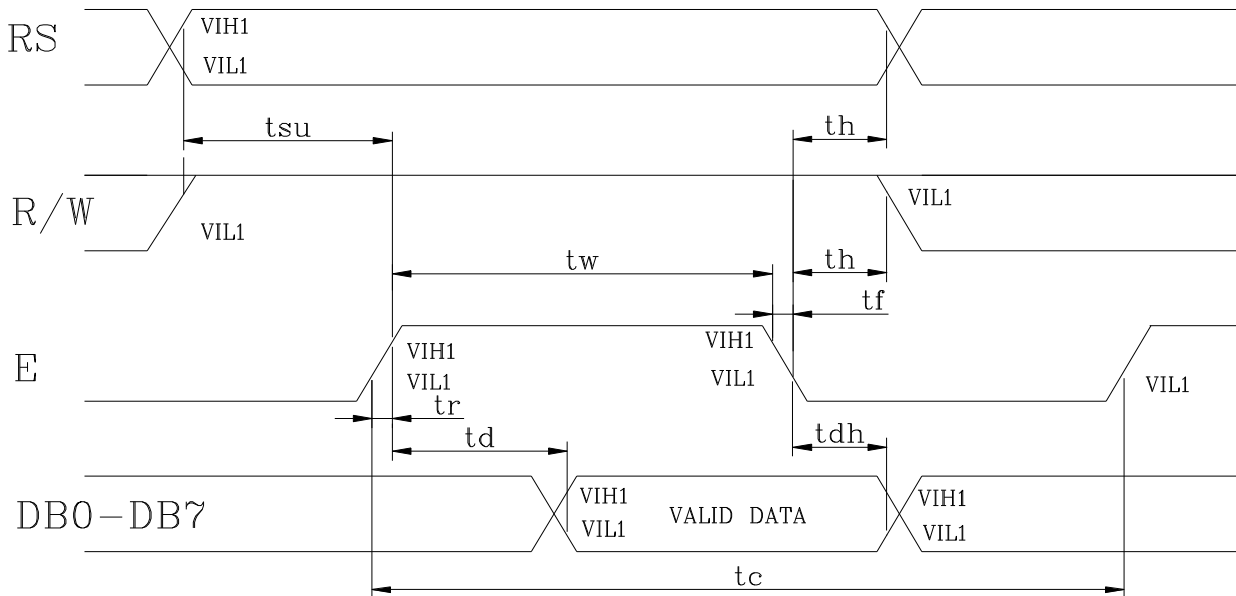 RS
VIH1
VIL1
tsu
th
R/W
VIL1
VIL1
tw
th
tf
E
VIH1
VIL1
VIH1
VIL1
VIL1
tr
td
tdh
DB0-DB7
VIH1
VIL1
VALID DATA
VIH1
VIL1
tc